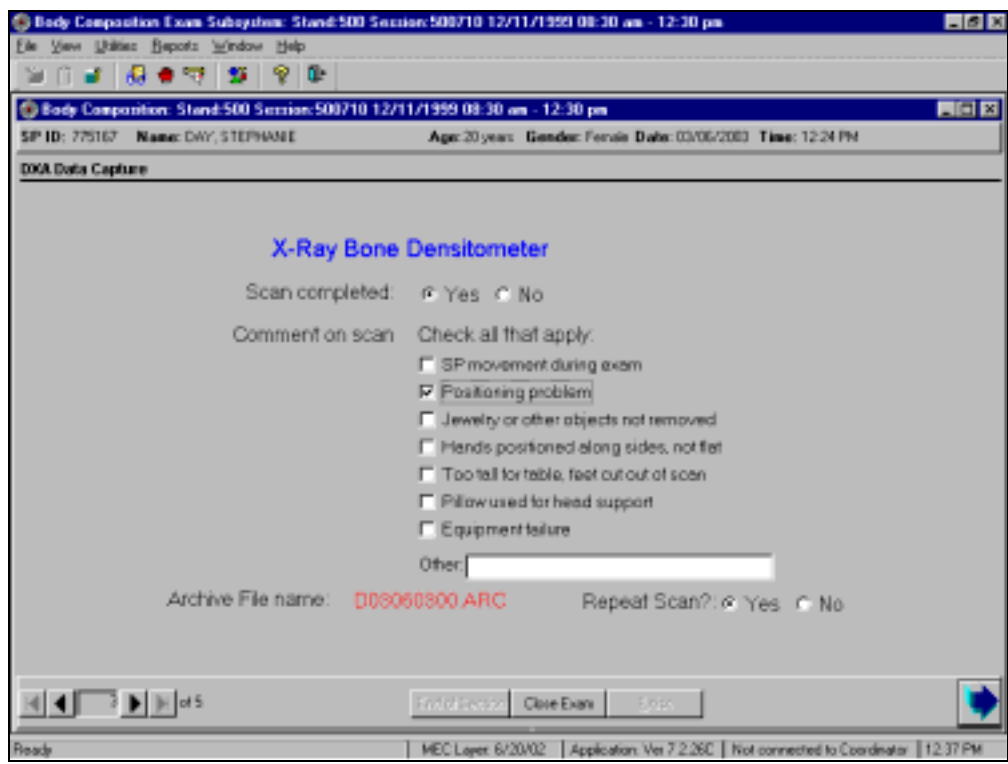 Body Composition Exam Subsystem: Stand:500 Session:500710 12/11/1999 08:30 am - 12:30 pm
File View Utilities Reports Window Help
Body Composition: Stand:500 Session:500710 12/11/1999 08:30 am - 12:30 pm
SP ID: 775167 Name: DAY, STEPHANIE Age: 20 years Gender: Female Date: 03/06/2003 Time: 12:24 PM
DXA Data Capture
X-Ray Bone Densitometer
Scan completed: Yes No
Comment on scan Check all that apply:
SP movement during exam
Positioning problem
Jewelry or other objects not removed
Hands positioned along sides, not flat
Too tall for table, feet cut out of scan
Pillow used for head support
Equipment failure
Other:
Archive File name: D03060300.ARC Repeat Scan?: Yes No
of 5
End of Section Close Exam
Ready MEC Layer: 6/20/02 Application: Ver 7.2.26C Not connected to Coordinator 12:37 PM